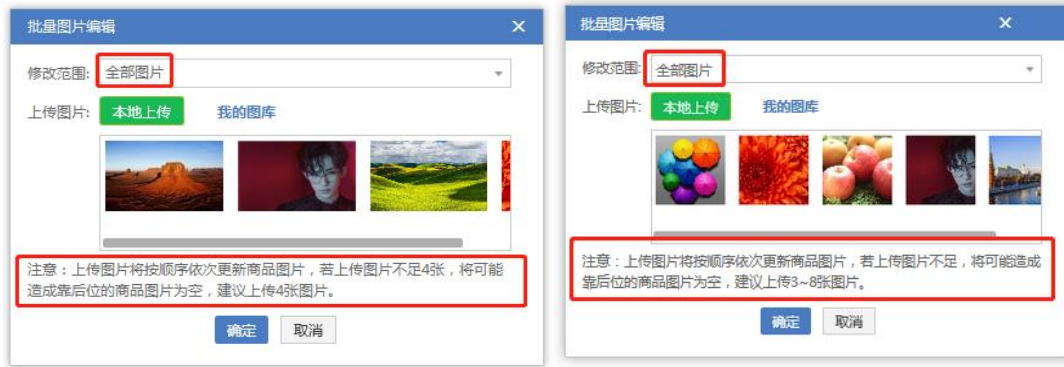 批量图片编辑
修改范围: 全部图片
上传图片: 本地上传 我的图库
注意：上传图片将按顺序依次更新商品图片，若上传图片不足4张，将可能
造成靠后位的商品图片为空，建议上传4张图片。
确定 取消
批量图片编辑
修改范围: 全部图片
上传图片: 本地上传 我的图库
注意：上传图片将按顺序依次更新商品图片，若上传图片不足，将可能造成
靠后位的商品图片为空，建议上传3~8张图片。
确定 取消